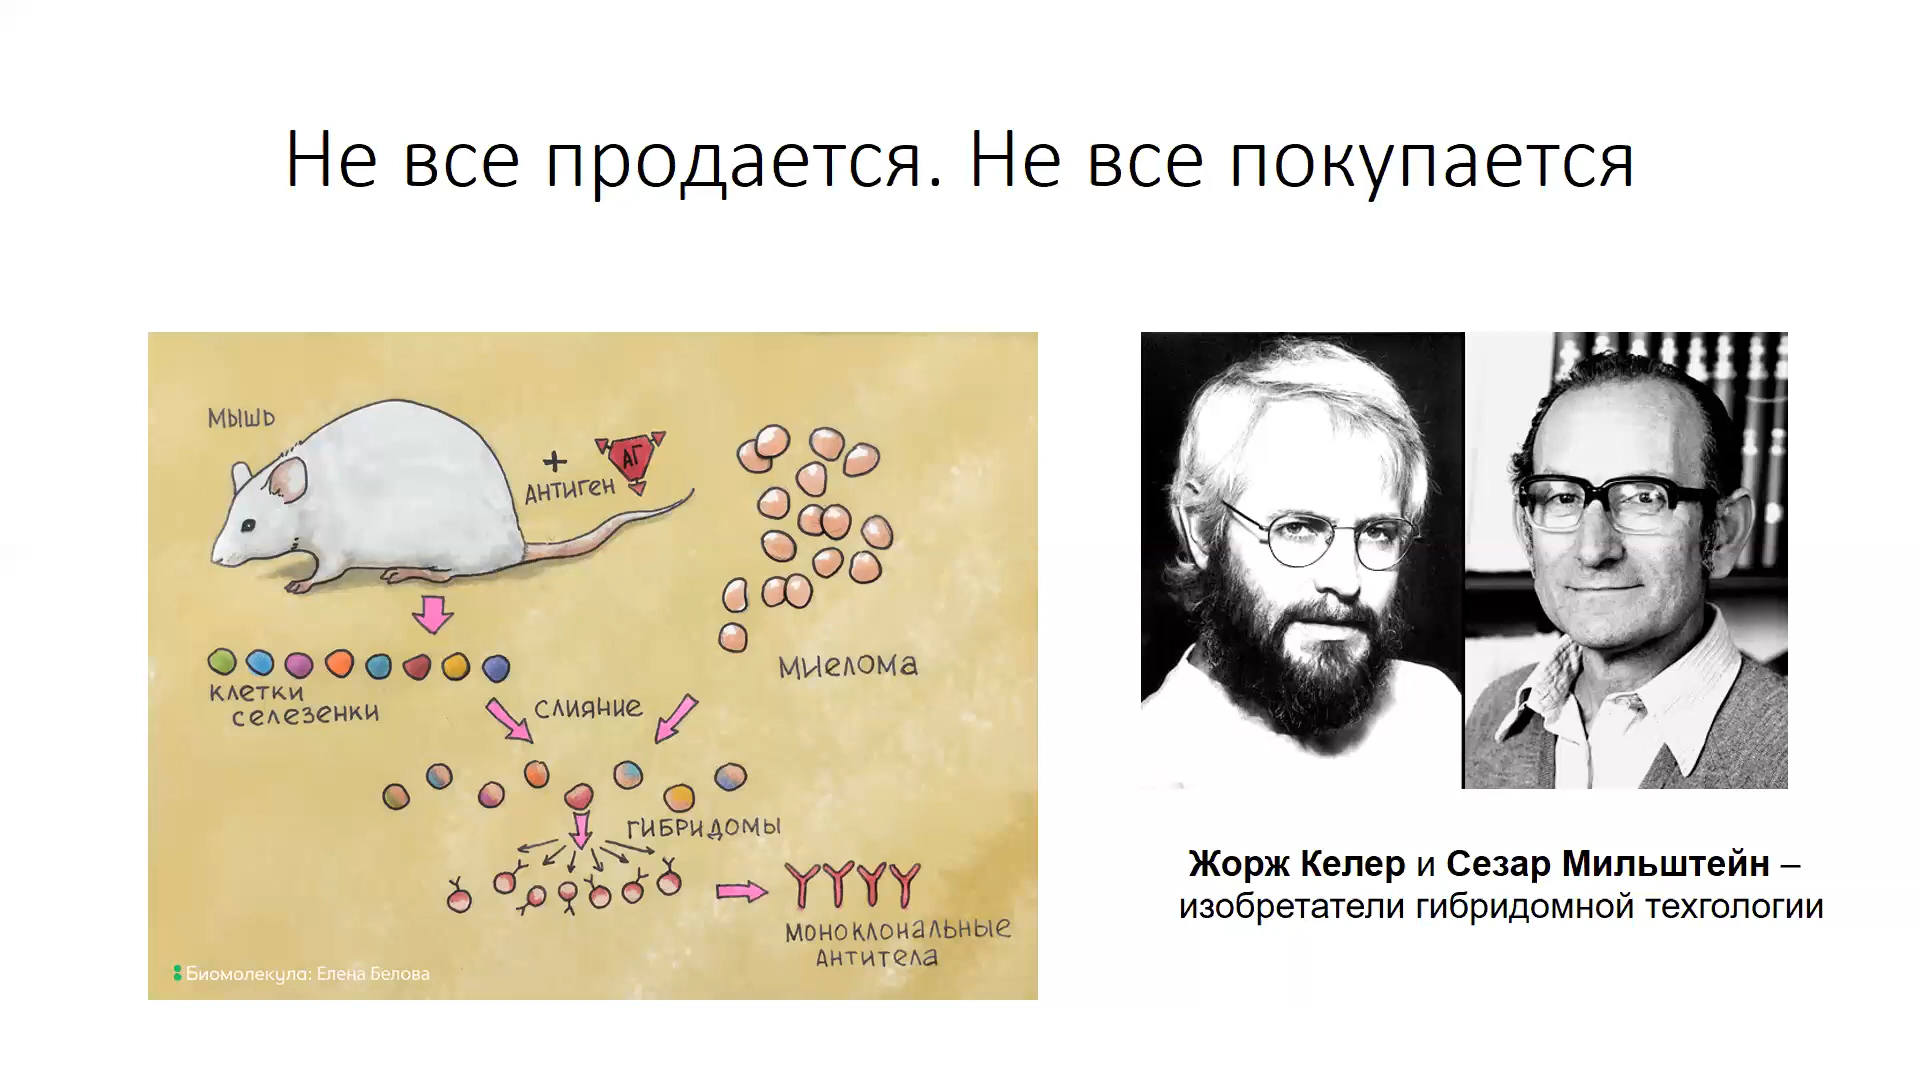 Не все продается. Не все покупается
мышь
+
антиген
АГ
миелома
клетки
селезенки
слияние
гибридомы
моноклональные
антитела
Биомолекула: Елена Белова
Жорж Келер и Сезар Мильштейн –
изобретатели гибридомной техгологии